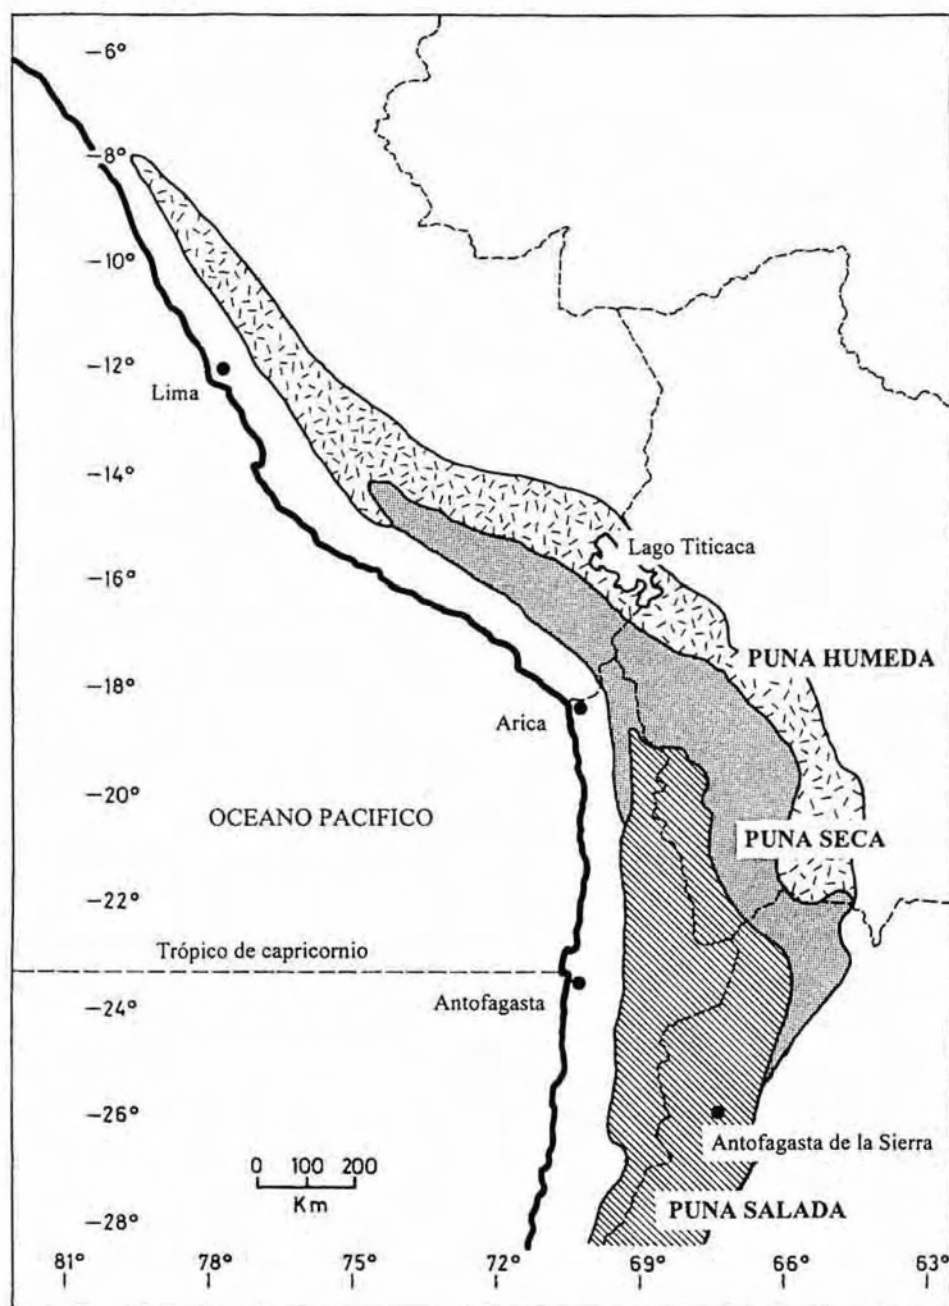 –6°
–8°
–10°
–12°
Lima
–14°
Lago Titicaca
–16°
PUNA HUMEDA
–18°
Arica
–20°
OCEANO PACIFICO
PUNA SECA
–22°
Trópico de capricornio
–24°
Antofagasta
–26°
Antofagasta de la Sierra
0 100 200
Km
PUNA SALADA
–28°
81° 78° 75° 72° 69° 66° 63°